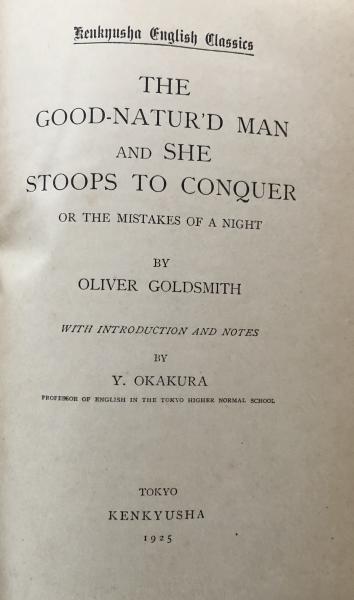 Kenkyusha English Classics
THE
GOOD-NATUR'D MAN
AND SHE
STOOPS TO CONQUER
OR THE MISTAKES OF A NIGHT
BY
OLIVER GOLDSMITH
WITH INTRODUCTION AND NOTES
BY
Y. OKAKURA
PROFESSOR OF ENGLISH IN THE TOKYO HIGHER NORMAL SCHOOL
TOKYO
KENKYUSHA
1925